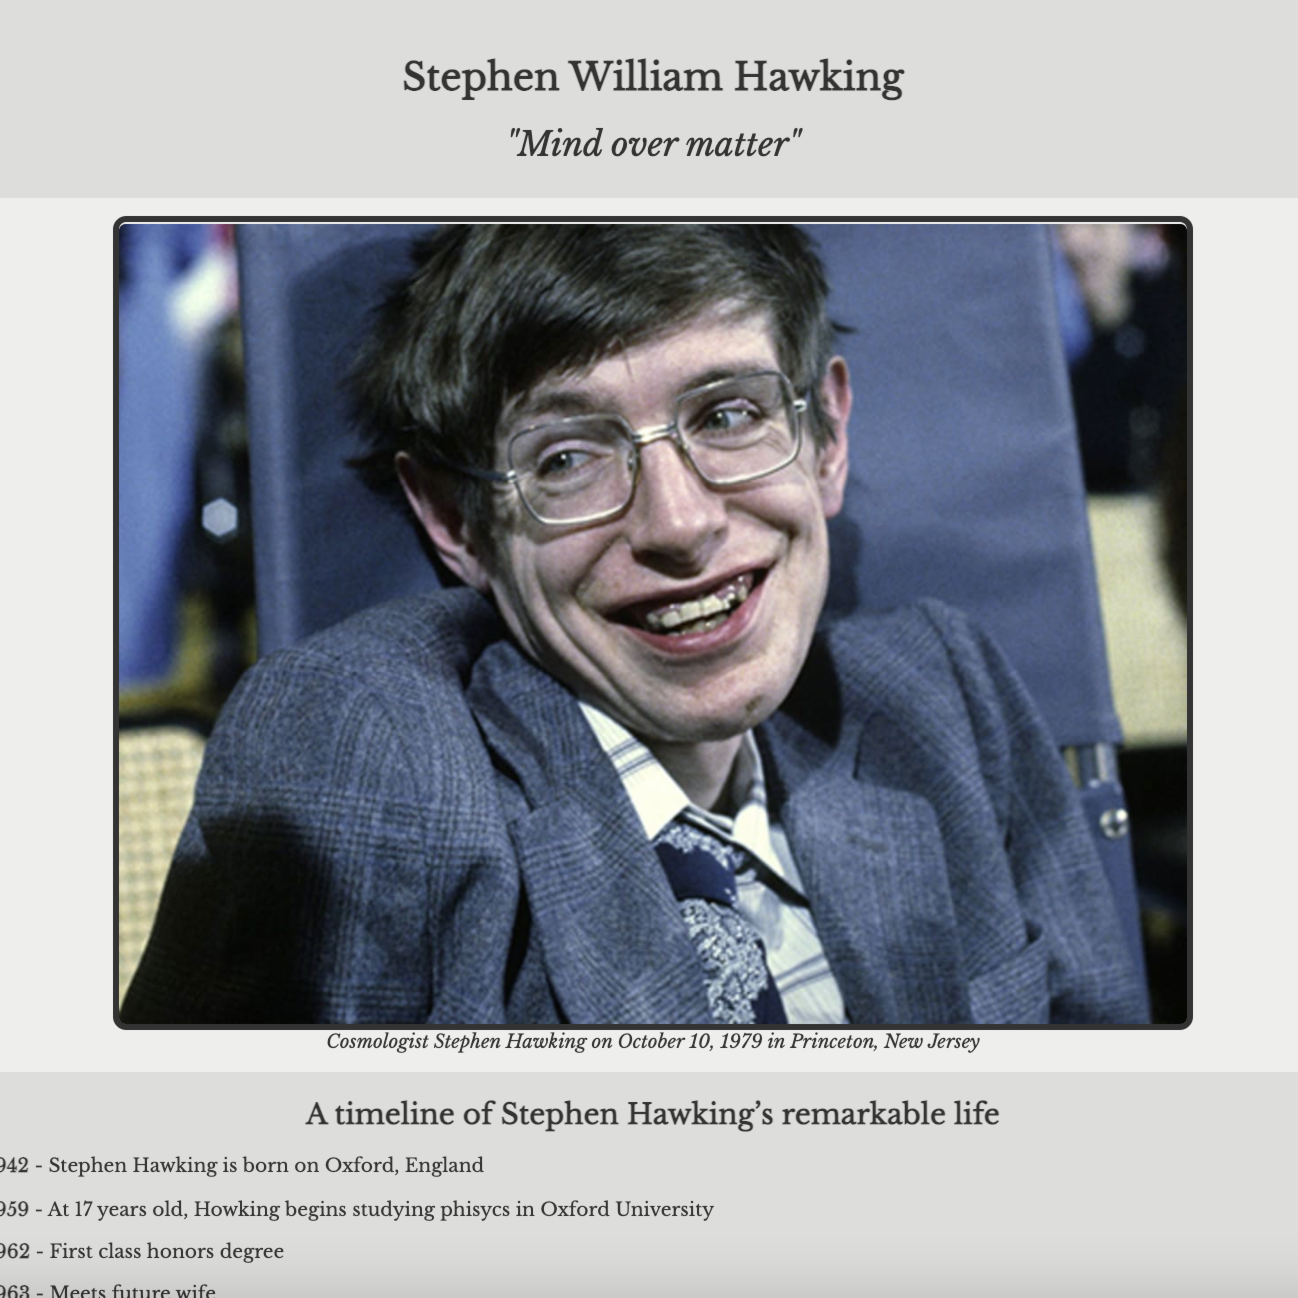 Stephen William Hawking
"Mind over matter"
Cosmologist Stephen Hawking on October 10, 1979 in Princeton, New Jersey
A timeline of Stephen Hawking’s remarkable life
942 - Stephen Hawking is born on Oxford, England
959 - At 17 years old, Howking begins studying phisycs in Oxford University
962 - First class honors degree
963 - Meets future wife